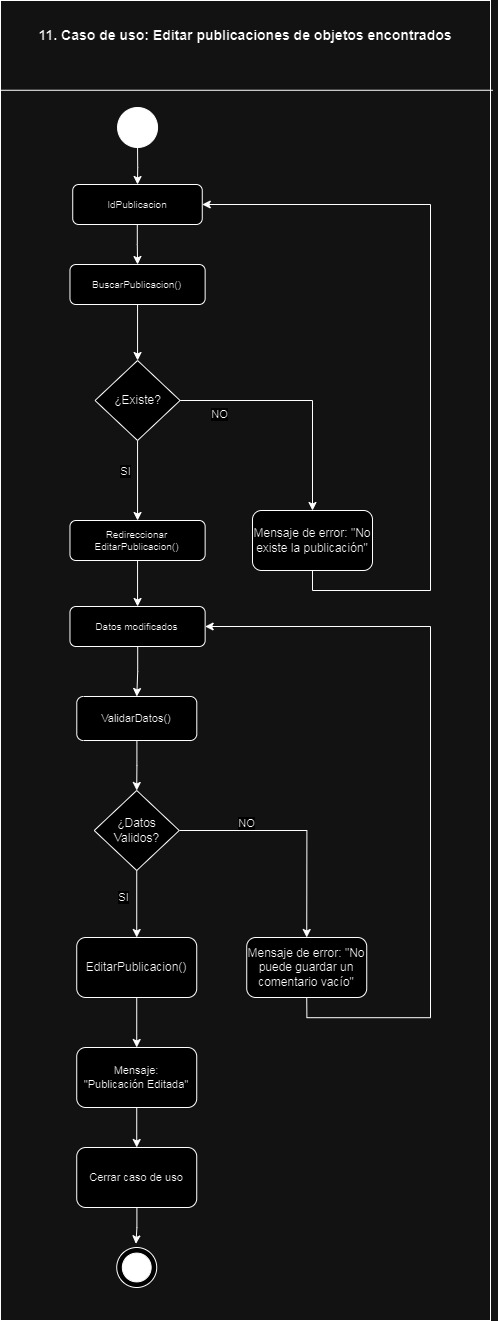 11. Caso de uso: Editar publicaciones de objetos encontrados
IdPublicacion
BuscarPublicacion()
¿Existe?
NO
SI
Redireccionar
EditarPublicacion()
Mensaje de error: "No
existe la publicación"
Datos modificados
ValidarDatos()
¿Datos
Validos?
NO
SI
EditarPublicacion()
Mensaje de error: "No
puede guardar un
comentario vacío"
Mensaje:
"Publicación Editada"
Cerrar caso de uso